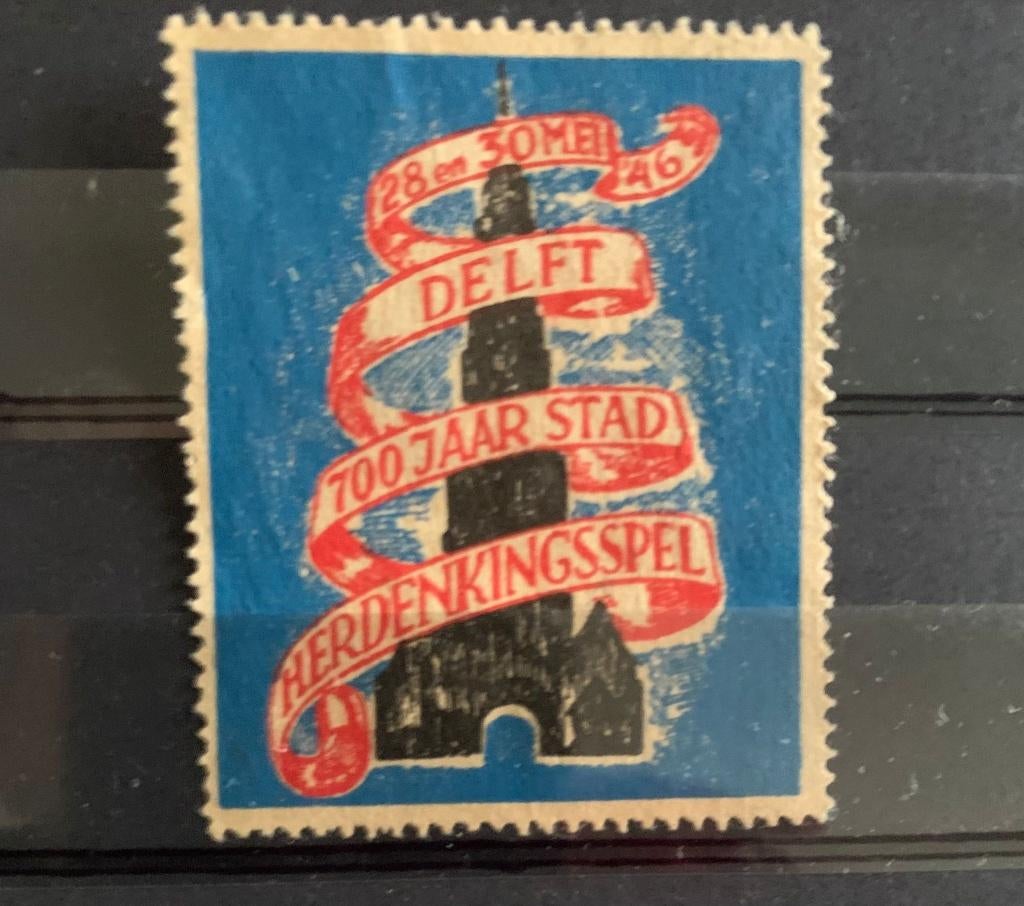 28 en 30 MEI '46
DELFT
700 JAAR STAD
HERDENKINGSSPEL